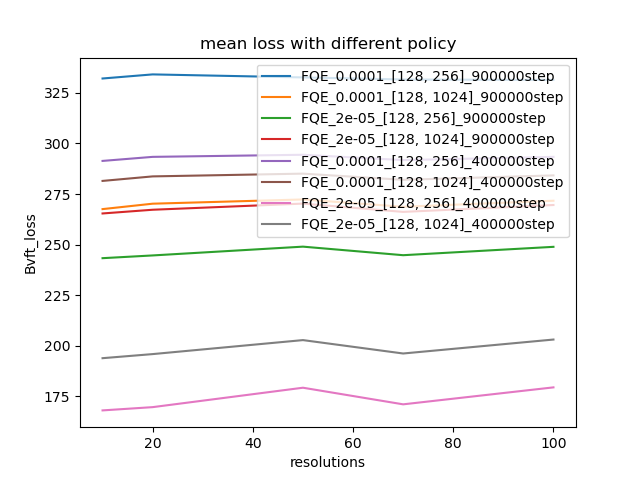 mean loss with different policy
Bvft_loss
325
300
275
250
225
200
175
FQE_0.0001_[128, 256]_900000step
FQE_0.0001_[128, 1024]_900000step
FQE_2e-05_[128, 256]_900000step
FQE_2e-05_[128, 1024]_900000step
FQE_0.0001_[128, 256]_400000step
FQE_0.0001_[128, 1024]_400000step
FQE_2e-05_[128, 256]_400000step
FQE_2e-05_[128, 1024]_400000step
20 40 60 80 100
resolutions